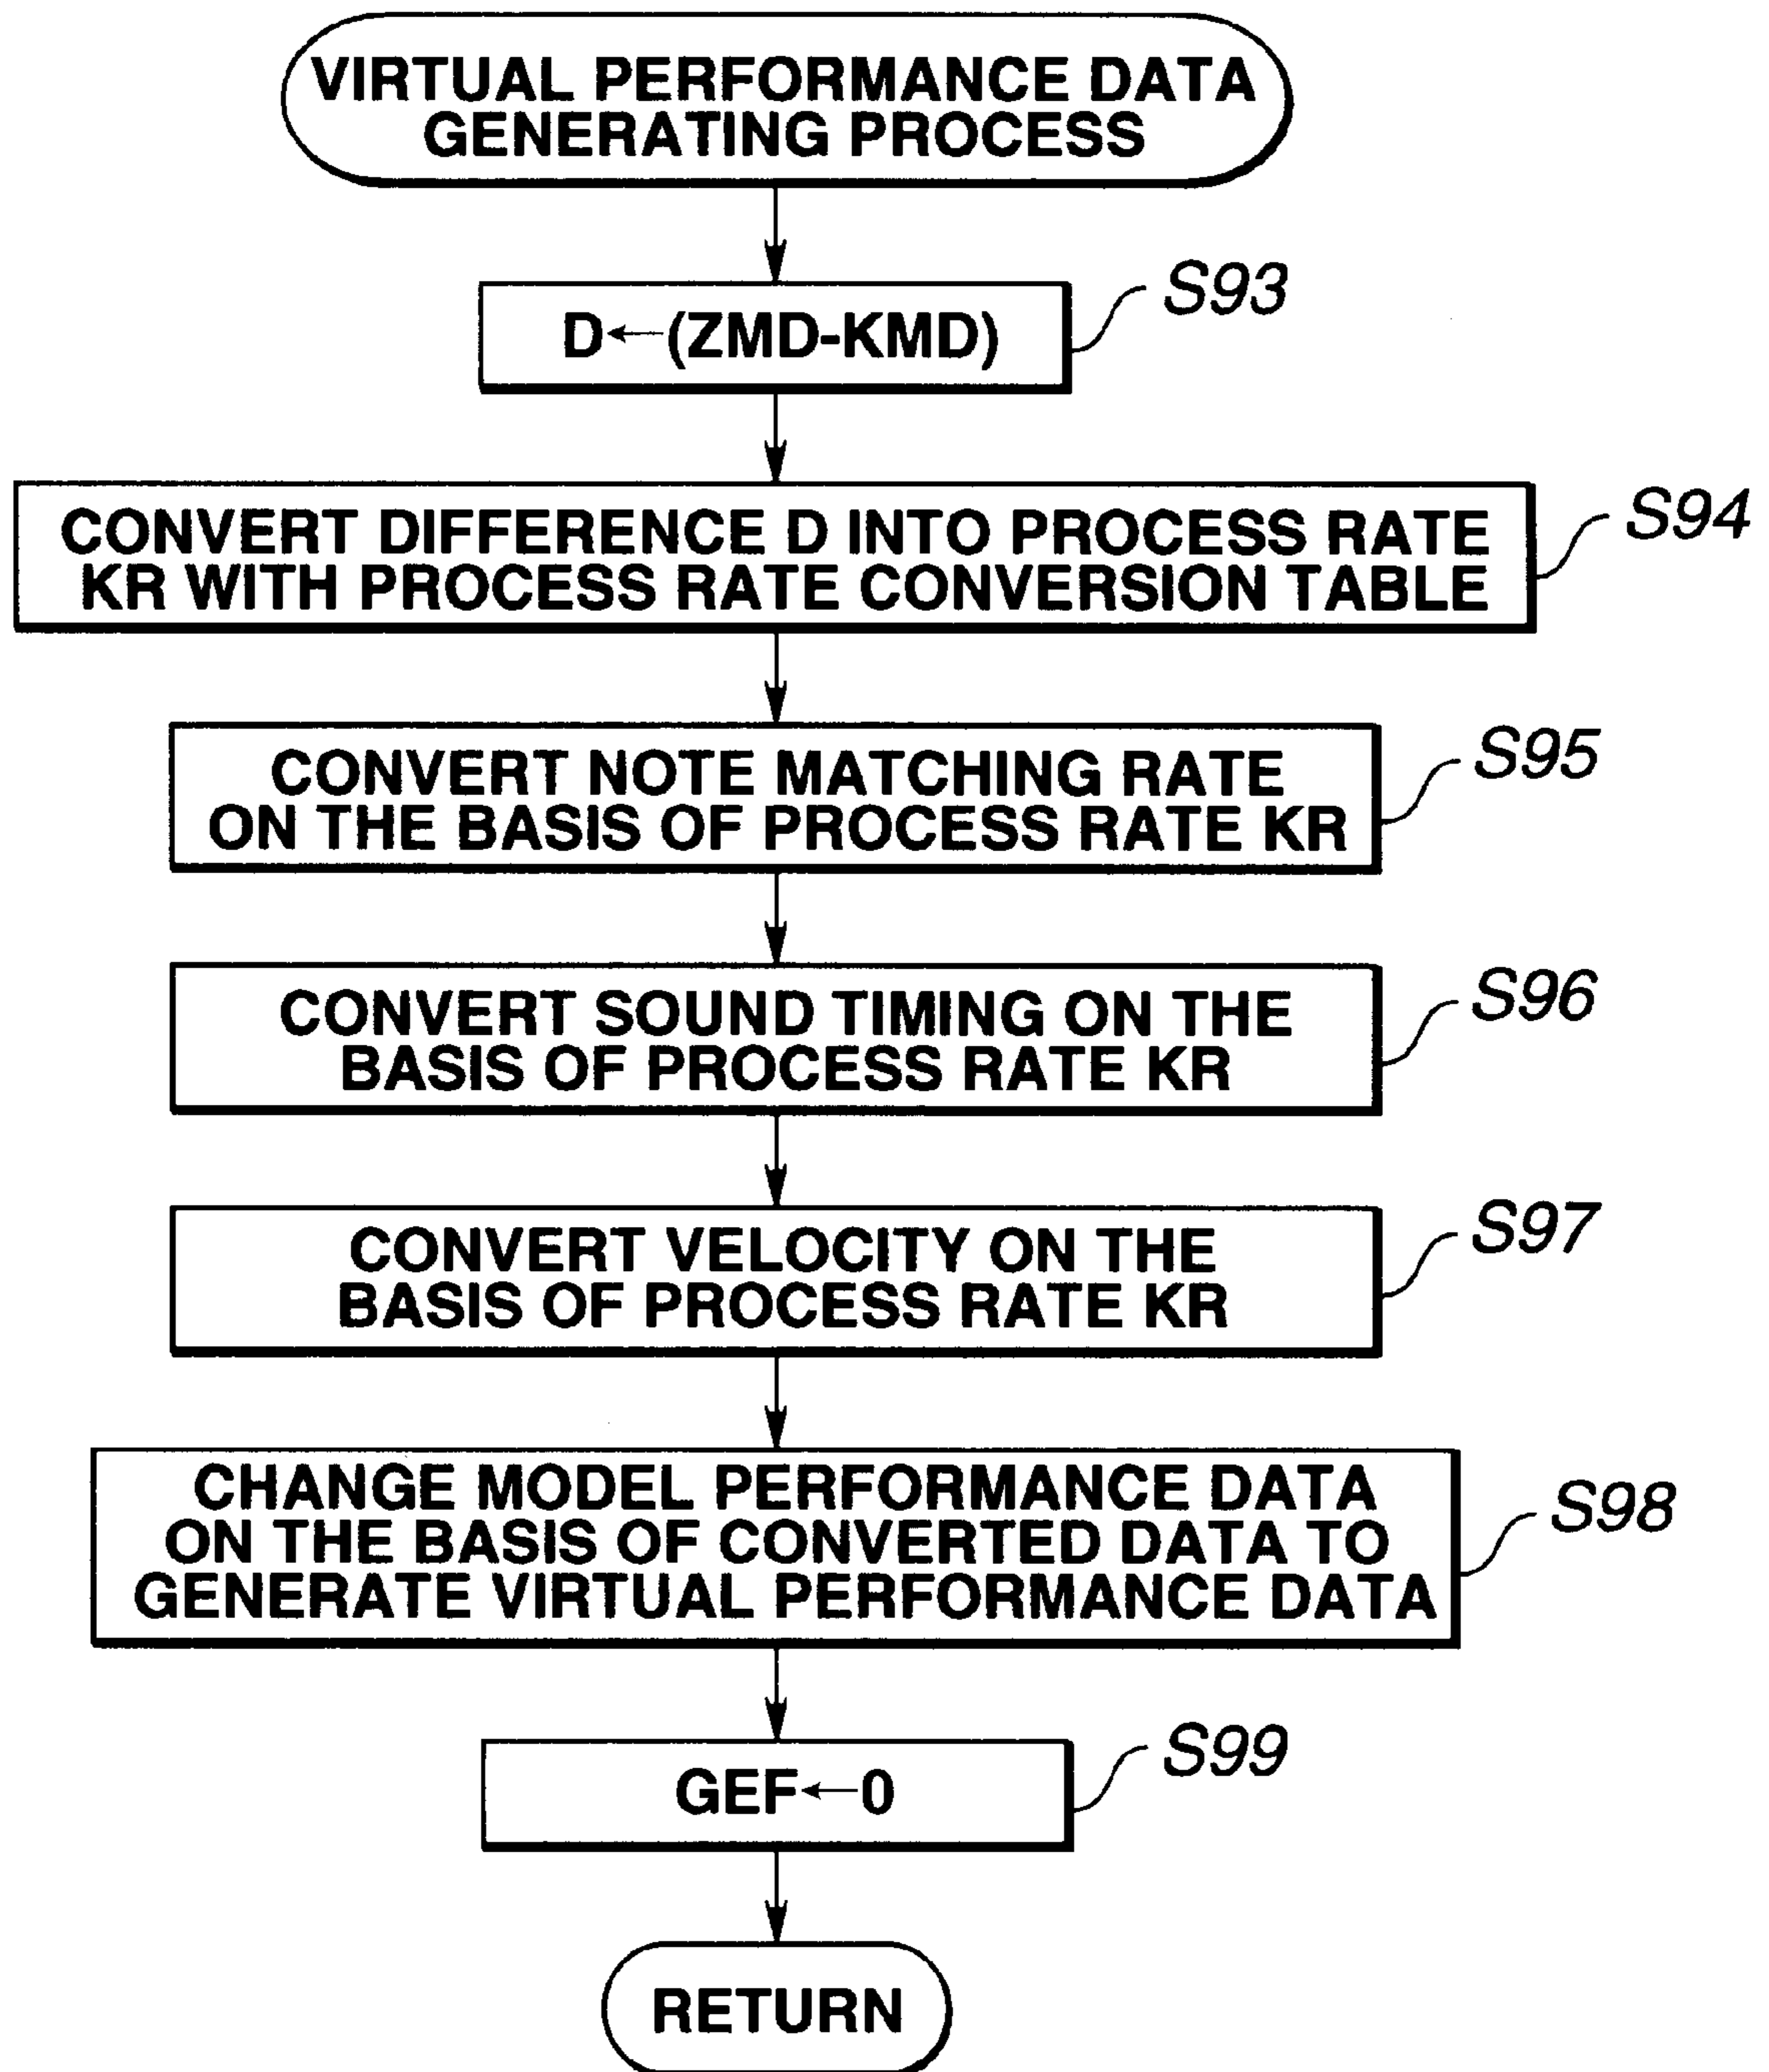 VIRTUAL PERFORMANCE DATA
GENERATING PROCESS
D←(ZMD-KMD)
S93
CONVERT DIFFERENCE D INTO PROCESS RATE
KR WITH PROCESS RATE CONVERSION TABLE
S94
CONVERT NOTE MATCHING RATE
ON THE BASIS OF PROCESS RATE KR
S95
CONVERT SOUND TIMING ON THE
BASIS OF PROCESS RATE KR
S96
CONVERT VELOCITY ON THE
BASIS OF PROCESS RATE KR
S97
CHANGE MODEL PERFORMANCE DATA
ON THE BASIS OF CONVERTED DATA TO
GENERATE VIRTUAL PERFORMANCE DATA
S98
GEF←0
S99
RETURN